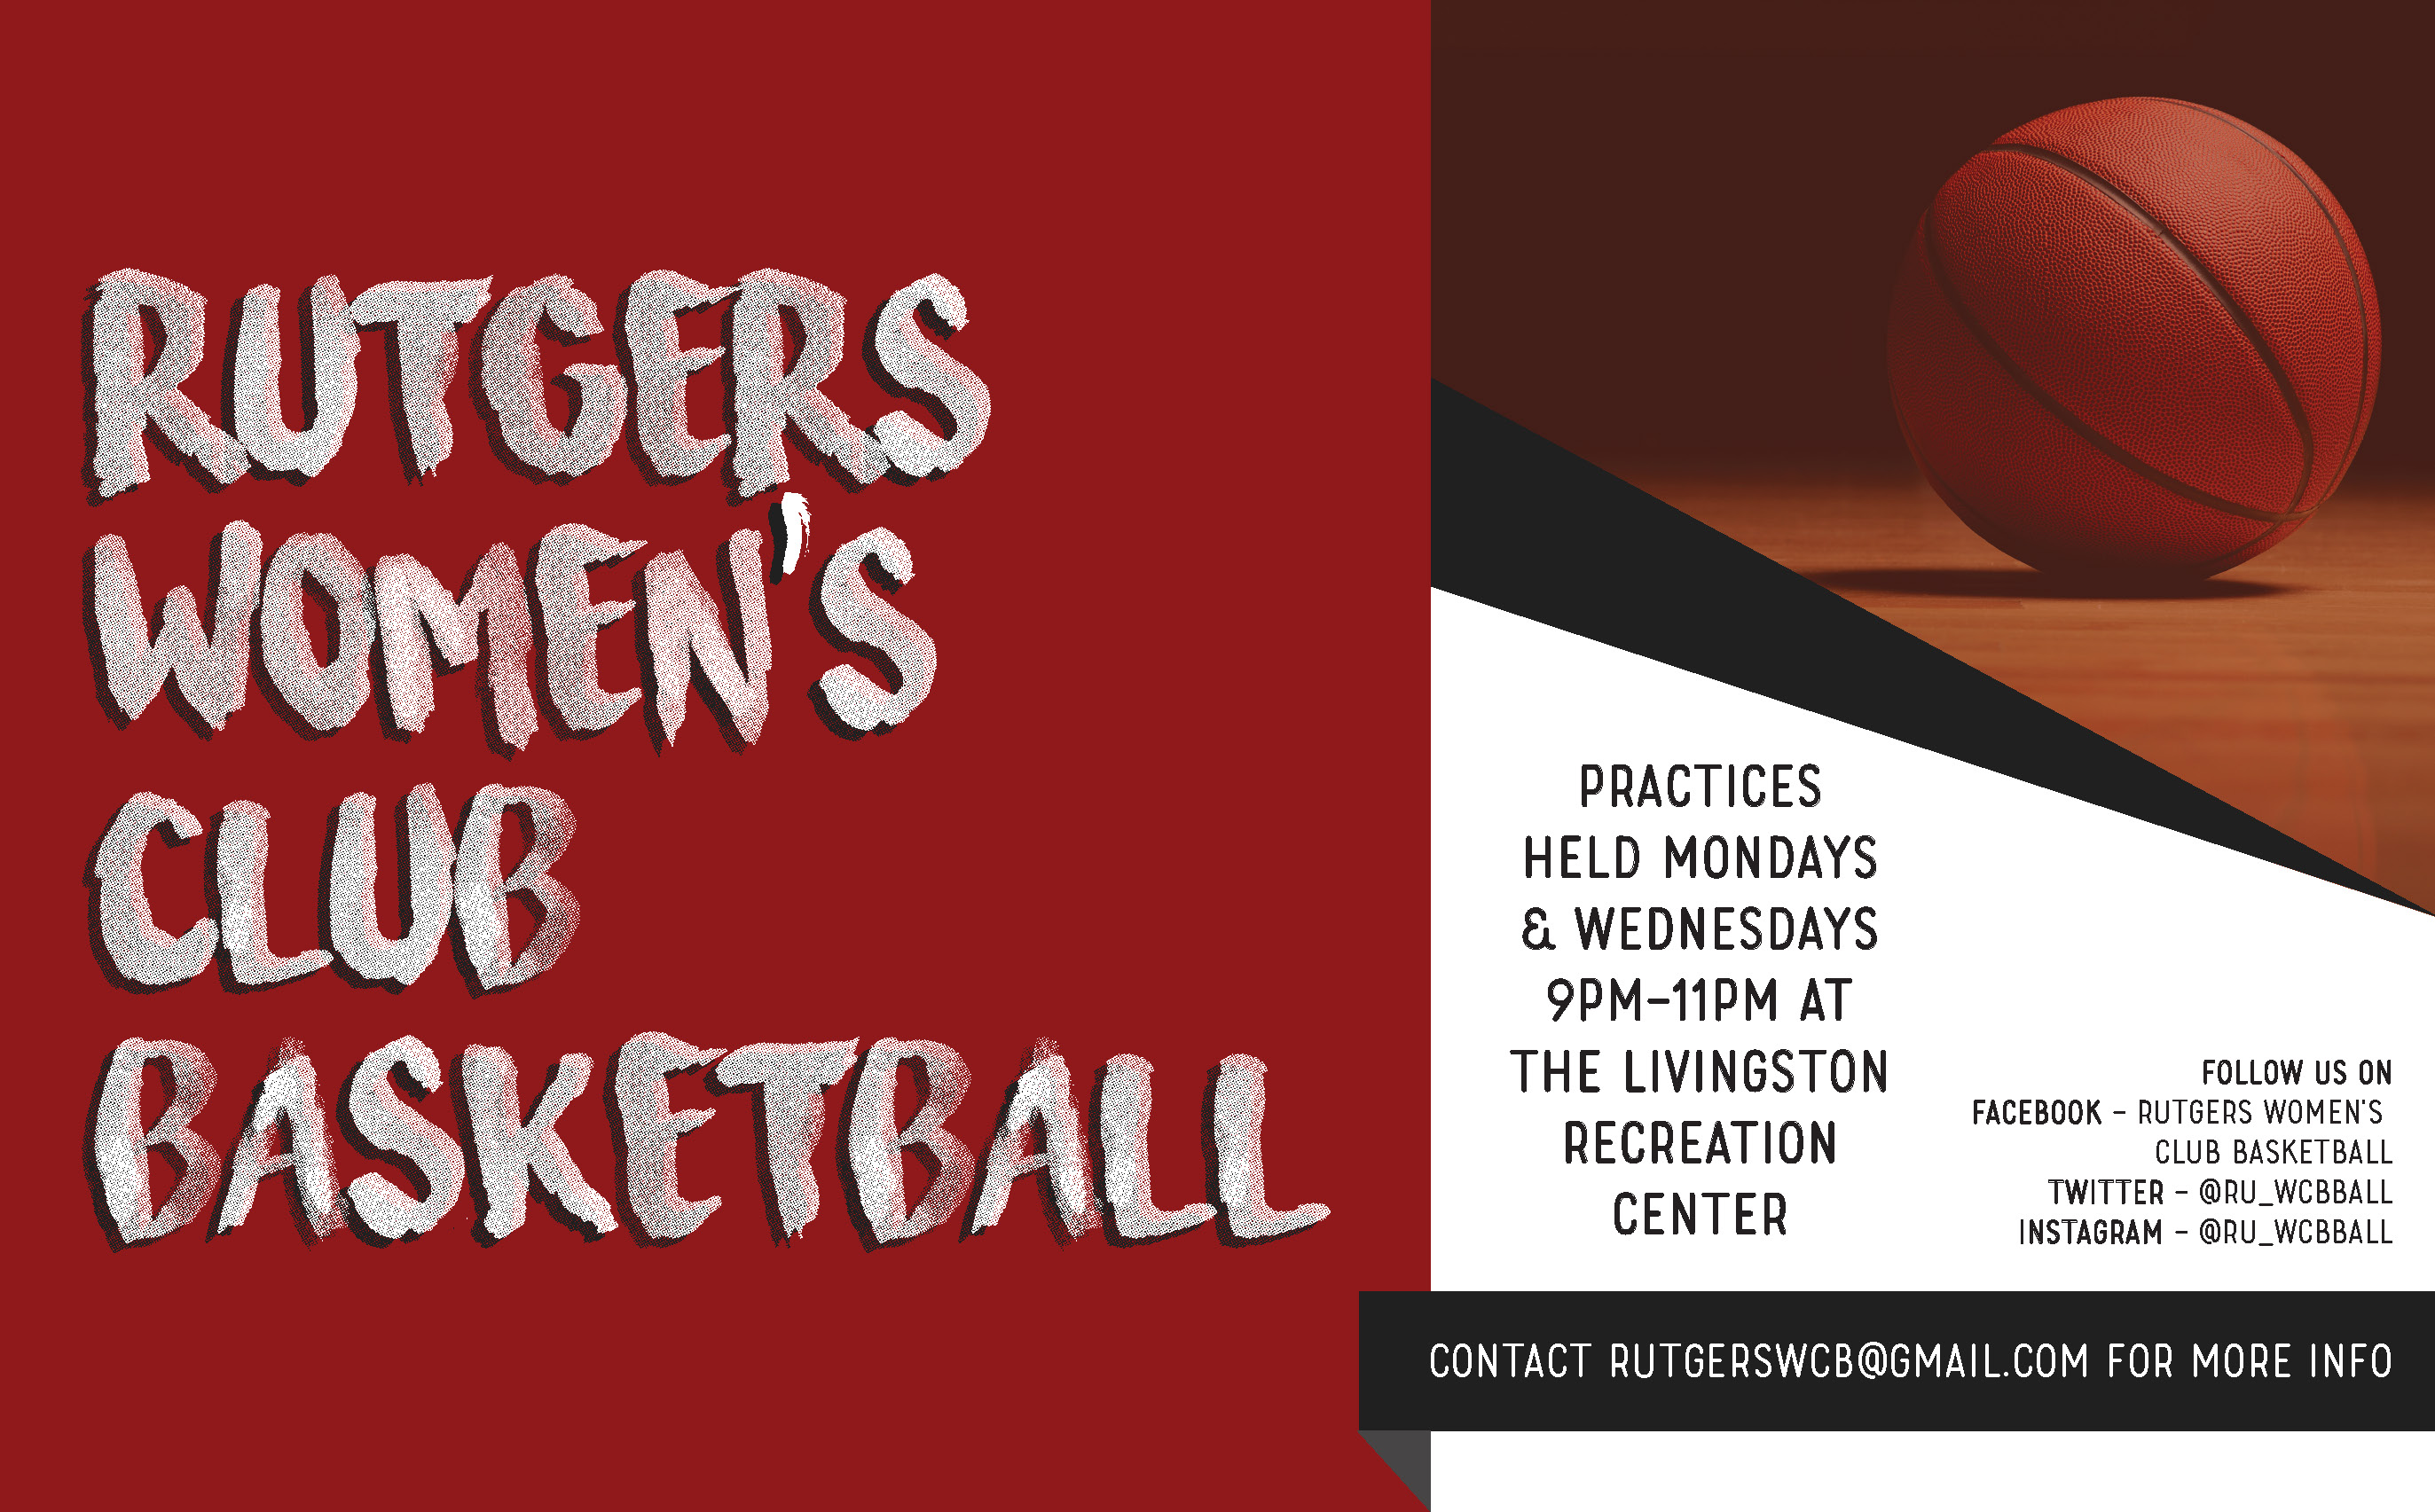 RUTGERS
WOMEN'S
CLUB
BASKETBALL
PRACTICES
HELD MONDAYS
& WEDNESDAYS
9PM-11PM AT
THE LIVINGSTON
RECREATION
CENTER
FOLLOW US ON
FACEBOOK - RUTGERS WOMEN'S
CLUB BASKETBALL
TWITTER - @RU_WCBBALL
INSTAGRAM - @RU_WCBBALL
CONTACT RUTGERSWCB@GMAIL.COM FOR MORE INFO